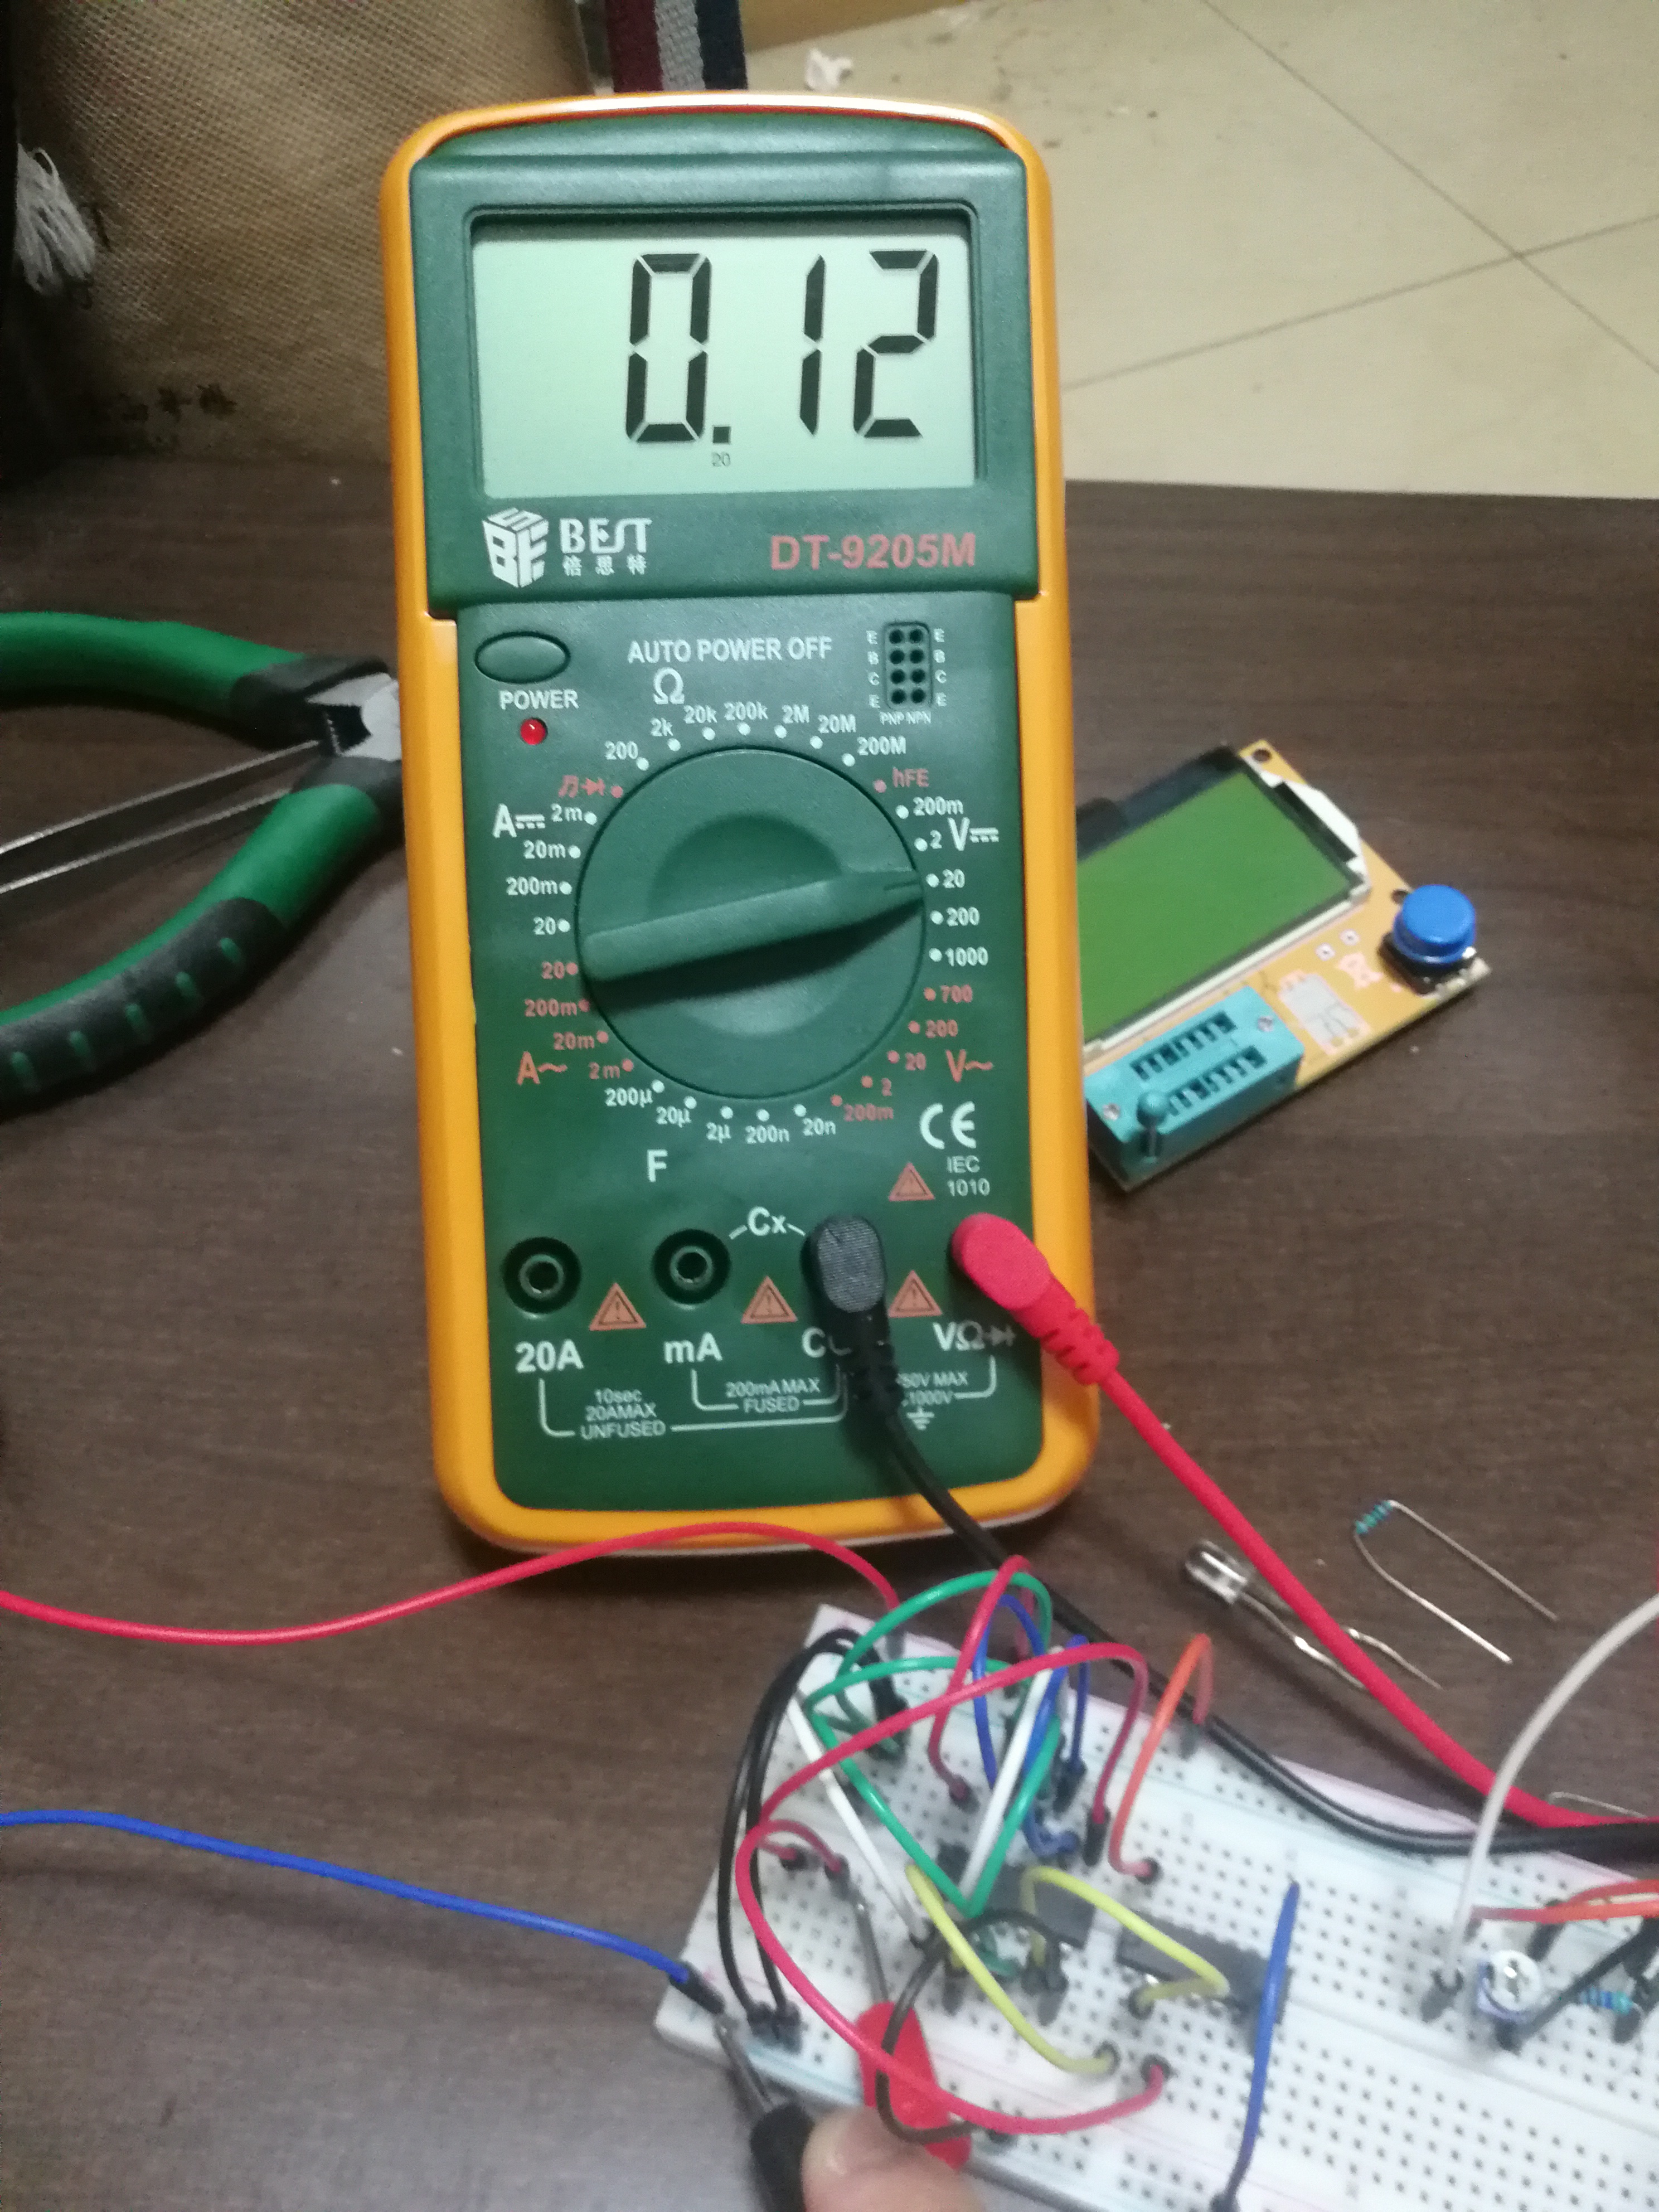 0.12
20
BEST
倍思特
DT-9205M
AUTO POWER OFF
POWER
Ω
200
2k
20k
200k
2M
20M
200M
hFE
E
B
C
E
E
B
C
E
PNP NPN
A
2m
20m
200m
20
20
200m
20m
2m
A~
200m
2
V
20
200
1000
700
200
20
2
200m
V~
200µ
20µ
2µ
200n
20n
F
CE
IEC
1010
Cx
20A
mA
VΩ
10sec
20AMAX
UNFUSED
200mA MAX
FUSED
MAX
1000V